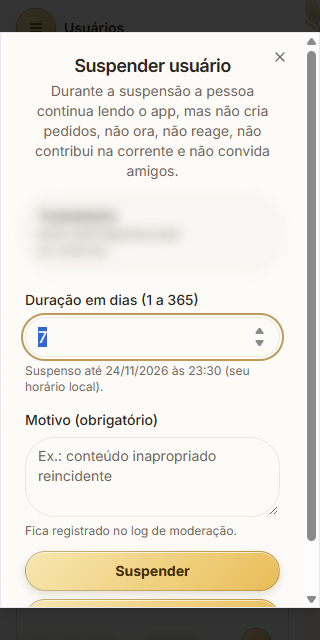 Usuários
Suspender usuário
Durante a suspensão a pessoa
continua lendo o app, mas não cria
pedidos, não ora, não reage, não
contribui na corrente e não convida
amigos.
Duração em dias (1 a 365)
7
Suspenso até 24/11/2026 às 23:30 (seu
horário local).
Motivo (obrigatório)
Ex.: conteúdo inapropriado
reincidente
Fica registrado no log de moderação.
Suspender